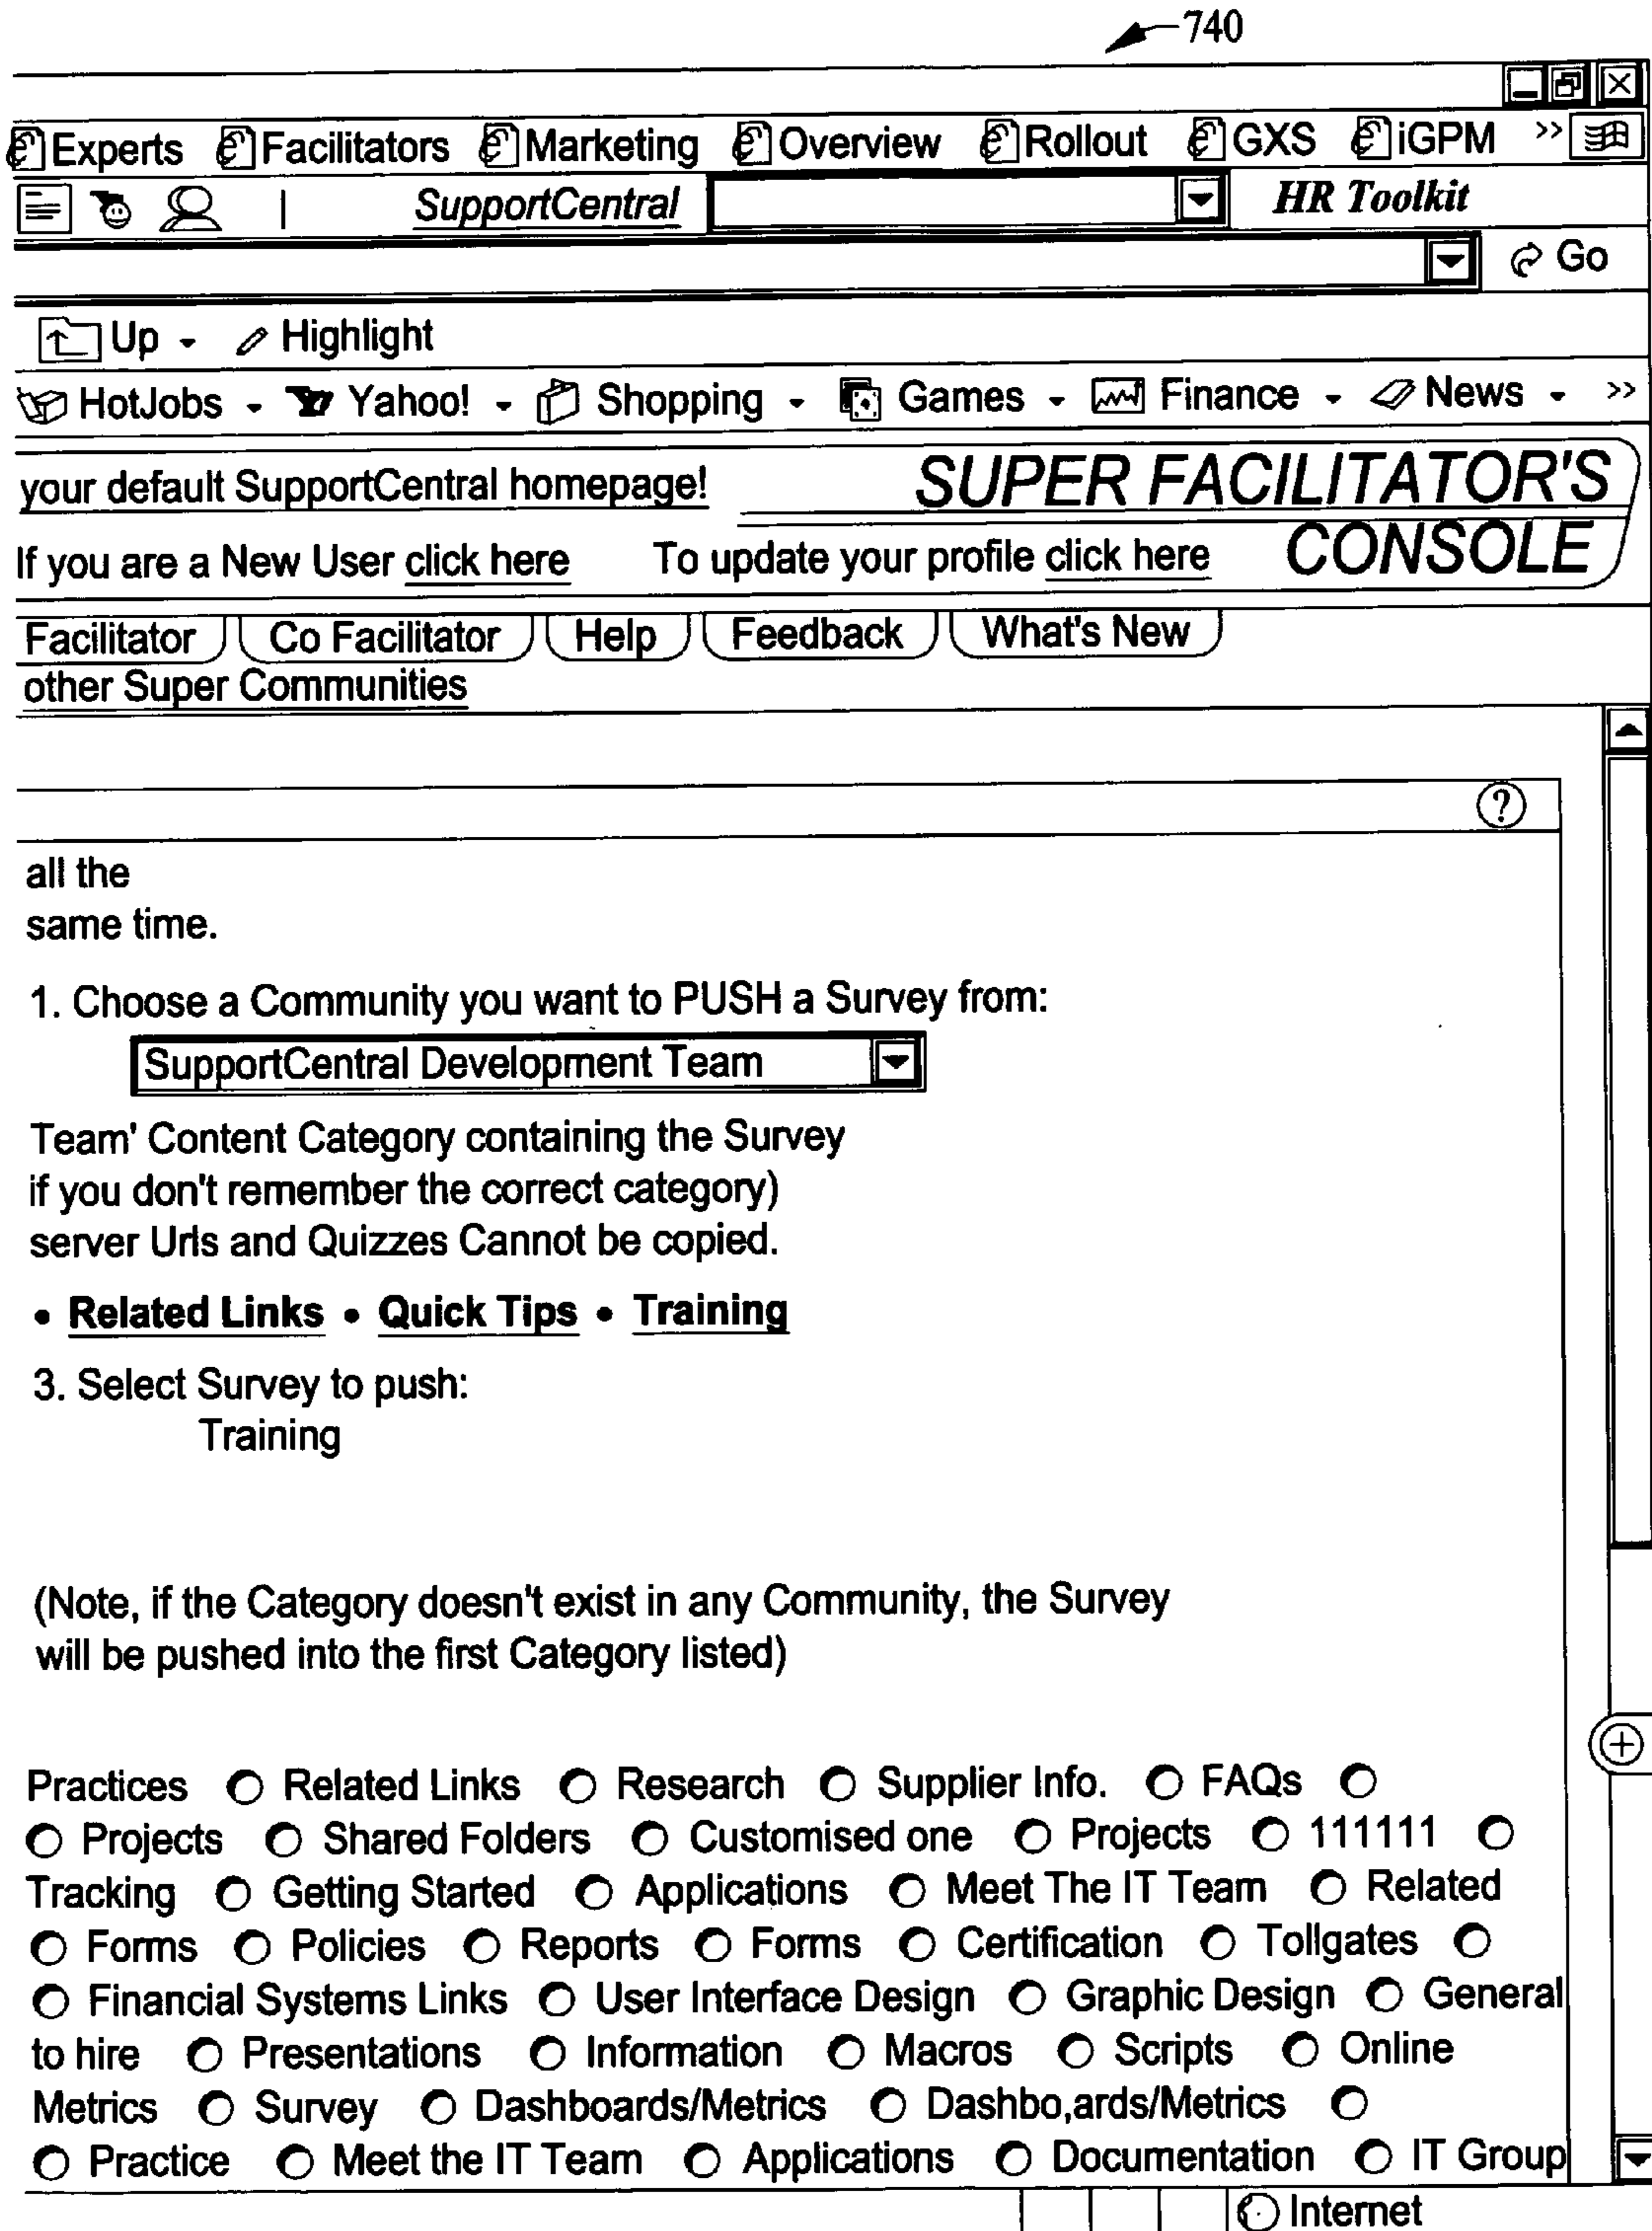 740
Experts Facilitators Marketing Overview Rollout GXS iGPM »
| SupportCentral HR Toolkit
Go
Up - Highlight
HotJobs - Yahoo! - Shopping - Games - Finance - News - »
your default SupportCentral homepage! SUPER FACILITATOR'S
CONSOLE
If you are a New User click here To update your profile click here
Facilitator Co Facilitator Help Feedback What's New
other Super Communities
?
all the
same time.
1. Choose a Community you want to PUSH a Survey from:
SupportCentral Development Team
Team' Content Category containing the Survey
if you don't remember the correct category)
server Urls and Quizzes Cannot be copied.
• Related Links • Quick Tips • Training
3. Select Survey to push:
Training
(Note, if the Category doesn't exist in any Community, the Survey
will be pushed into the first Category listed)
Practices Related Links Research Supplier Info. FAQs
Projects Shared Folders Customised one Projects 111111
Tracking Getting Started Applications Meet The IT Team Related
Forms Policies Reports Forms Certification Tollgates
Financial Systems Links User Interface Design Graphic Design General
to hire Presentations Information Macros Scripts Online
Metrics Survey Dashboards/Metrics Dashbo,ards/Metrics
Practice Meet the IT Team Applications Documentation IT Group
Internet